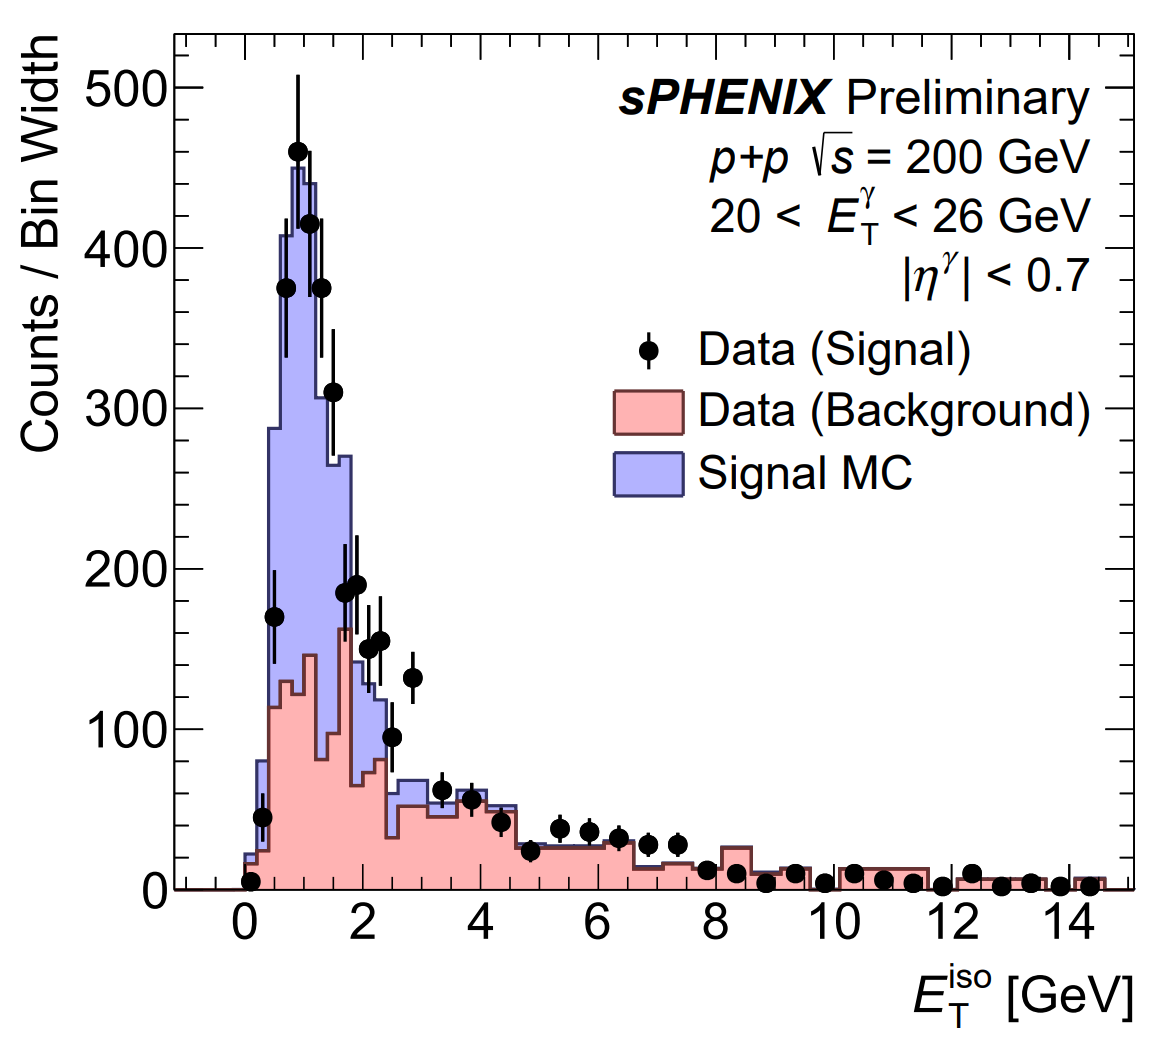 Counts / Bin Width
500
400
300
200
100
0
sPHENIX Preliminary
p+p √s = 200 GeV
20 < E_T^γ < 26 GeV
|η^γ| < 0.7
Data (Signal)
Data (Background)
Signal MC
0 2 4 6 8 10 12 14
E_T^iso [GeV]